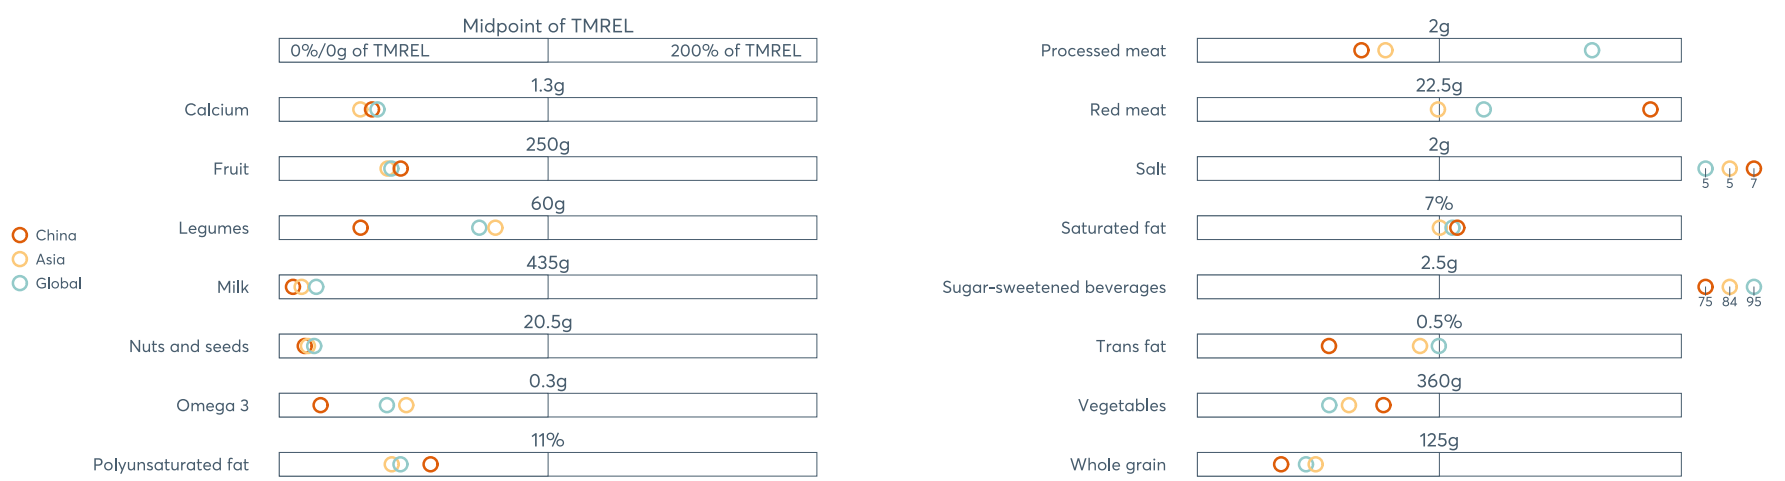 Midpoint of TMREL
0%/0g of TMREL 200% of TMREL
1.3g
Calcium
250g
Fruit
60g
Legumes
435g
Milk
20.5g
Nuts and seeds
0.3g
Omega 3
11%
Polyunsaturated fat
China
Asia
Global
2g
Processed meat
22.5g
Red meat
2g
Salt
5 5 7
7%
Saturated fat
2.5g
Sugar-sweetened beverages
75 84 95
0.5%
Trans fat
360g
Vegetables
125g
Whole grain